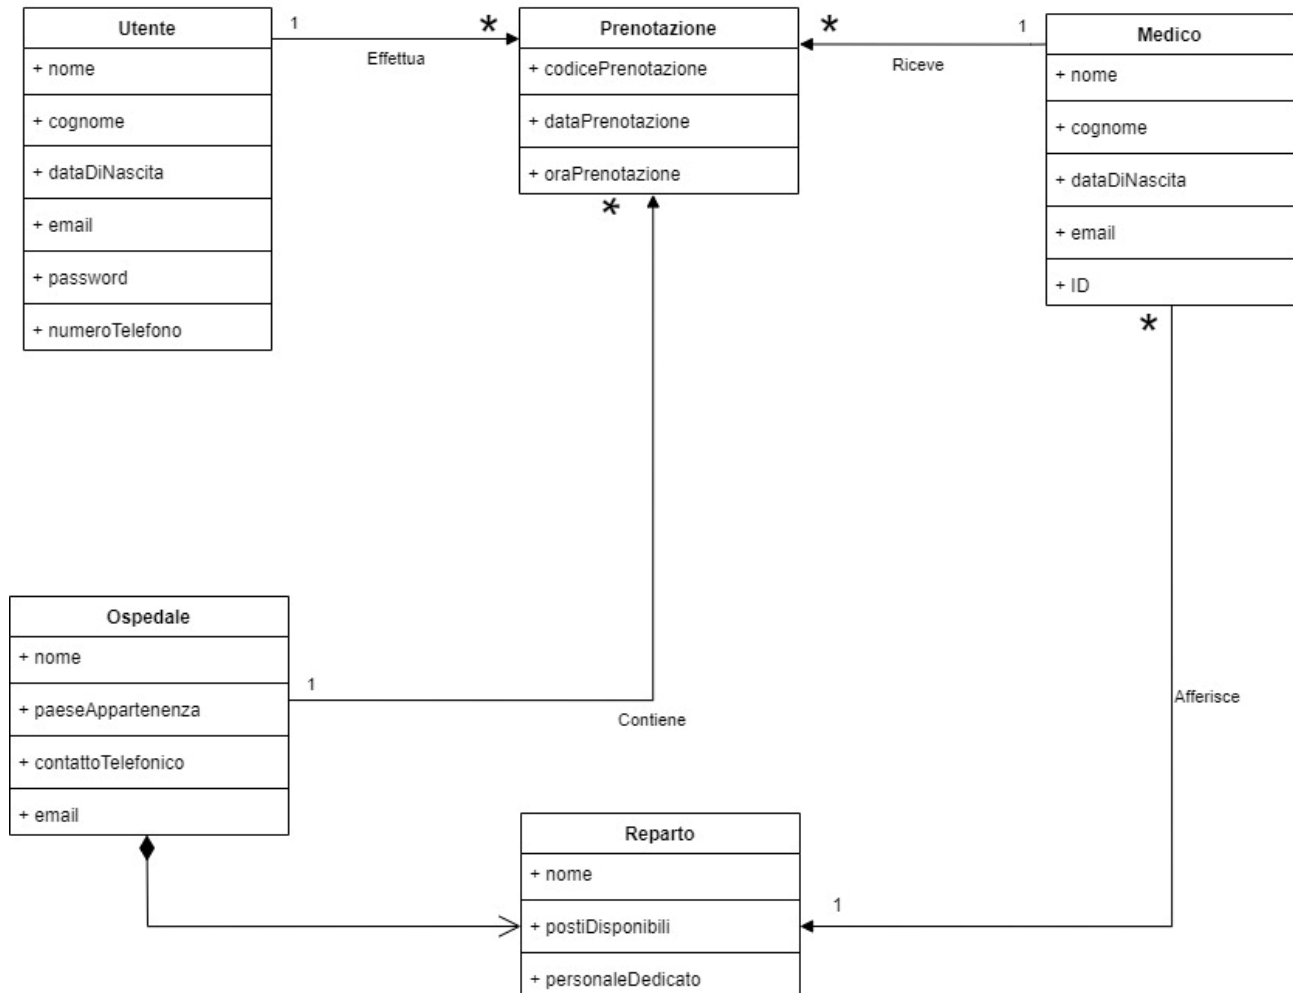 Utente
+ nome
+ cognome
+ dataDiNascita
+ email
+ password
+ numeroTelefono
1
*
Effettua
Prenotazione
+ codicePrenotazione
+ dataPrenotazione
+ oraPrenotazione
*
*
1
Riceve
Medico
+ nome
+ cognome
+ dataDiNascita
+ email
+ ID
*
Afferisce
1
Ospedale
+ nome
+ paeseAppartenenza
+ contattoTelefonico
+ email
1
Contiene
Reparto
+ nome
+ postiDisponibili
+ personaleDedicato